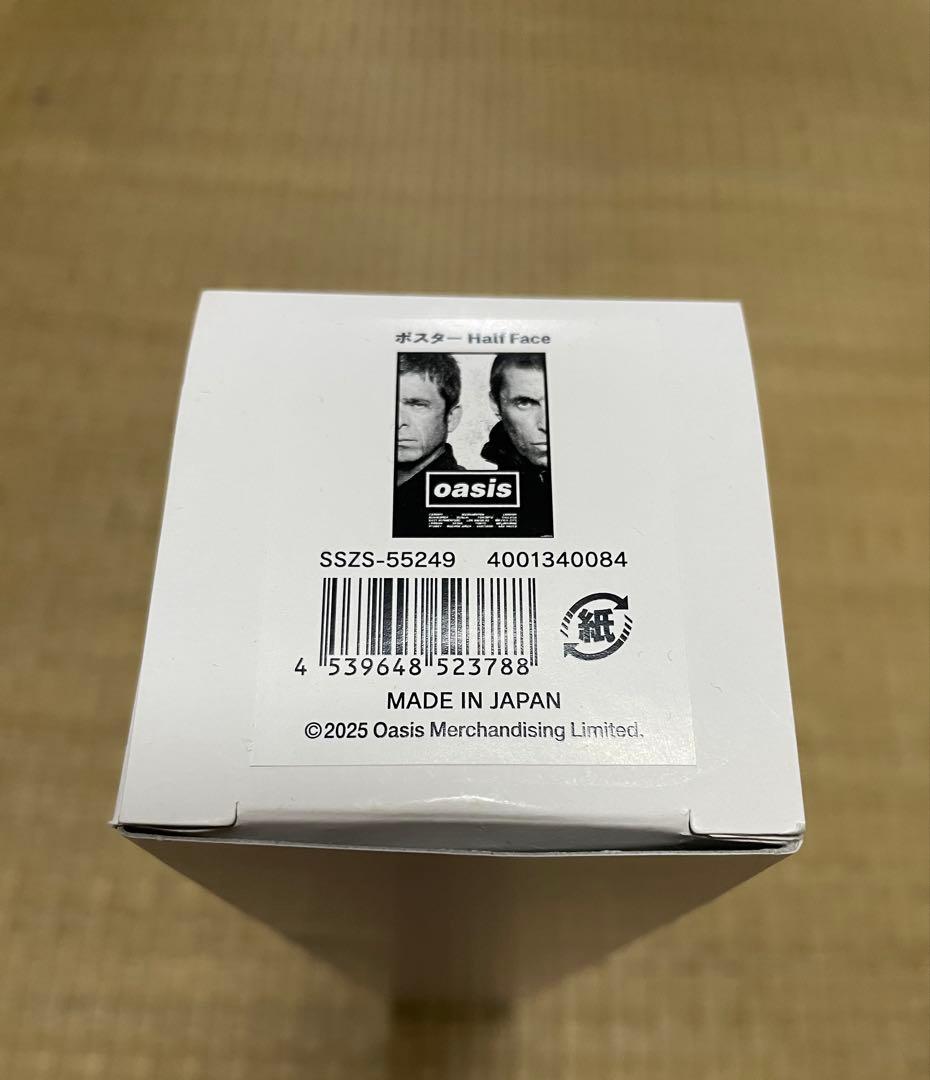 ポスター Half Face
oasis
SSZS-55249 4001340084
紙
4 539648 523788
MADE IN JAPAN
©2025 Oasis Merchandising Limited.